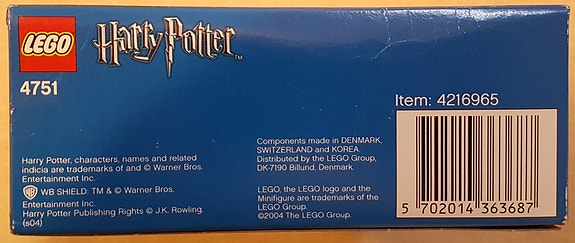 LEGO
Harry Potter™
4751
Item: 4216965
Harry Potter, characters, names and related
indicia are trademarks of and © Warner Bros.
Entertainment Inc.
WB SHIELD: TM & © Warner Bros.
Entertainment Inc.
Harry Potter Publishing Rights © J.K. Rowling.
(s04)
Components made in DENMARK,
SWITZERLAND and KOREA.
Distributed by the LEGO Group,
DK-7190 Billund, Denmark.
LEGO, the LEGO logo and the
Minifigure are trademarks of the
LEGO Group.
©2004 The LEGO Group.
5 702014 363687